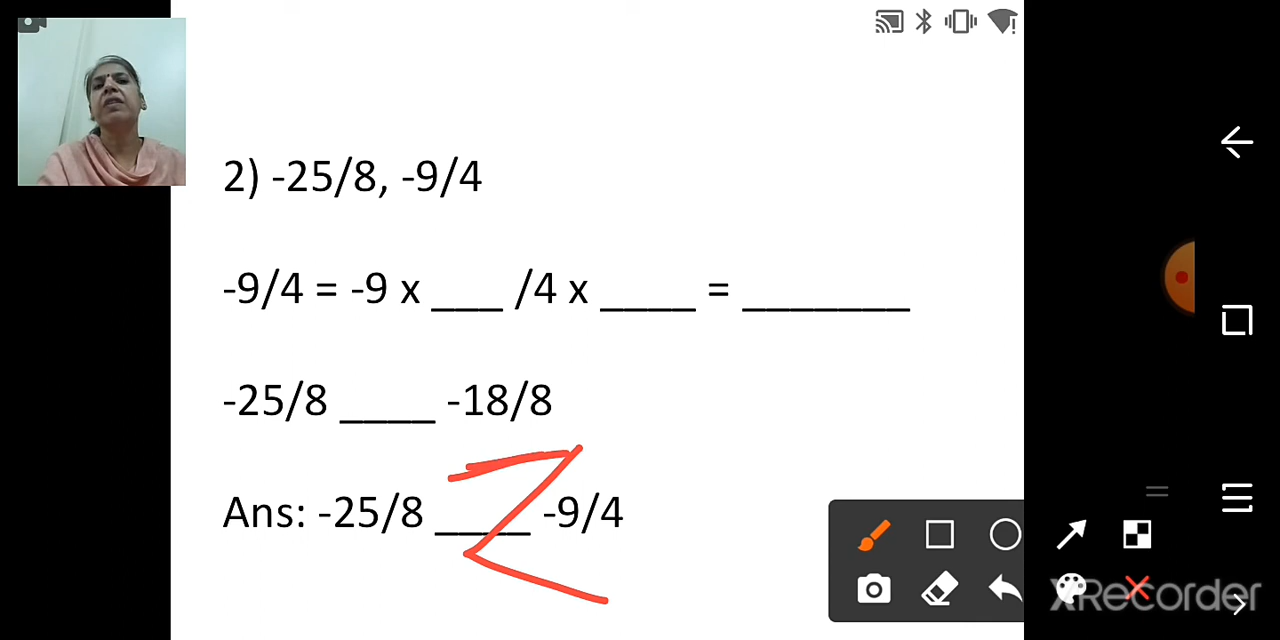 2) -25/8, -9/4
-9/4 = -9 x ___ /4 x ____ = _______
-25/8 ____ -18/8
Ans: -25/8 ____ -9/4
XRecorder